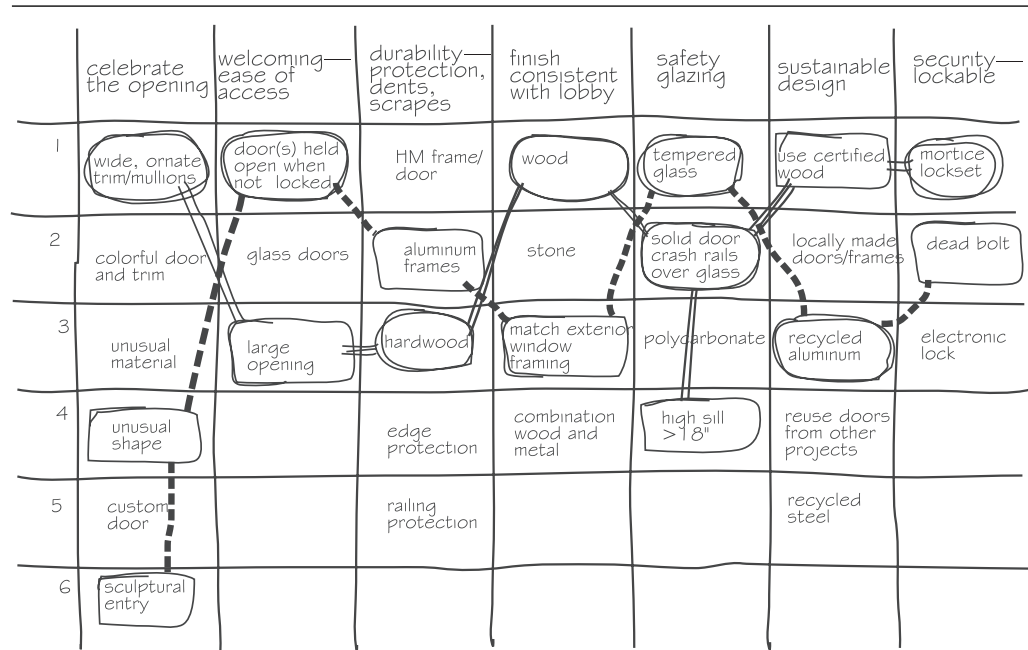 celebrate
the opening
welcoming—
ease of
access
durability—
protection,
dents,
scrapes
finish
consistent
with lobby
safety
glazing
sustainable
design
security—
lockable
1
wide, ornate
trim/mullions
door(s) held
open when
not locked
HM frame/
door
wood
tempered
glass
use certified
wood
mortice
lockset
2
colorful door
and trim
glass doors
aluminum
frames
stone
solid door
crash rails
over glass
locally made
doors/frames
dead bolt
3
unusual
material
large
opening
hardwood
match exterior
window
framing
polycarbonate
recycled
aluminum
electronic
lock
4
unusual
shape
edge
protection
combination
wood and
metal
high sill
>18"
reuse doors
from other
projects
5
custom
door
railing
protection
recycled
steel
6
sculptural
entry